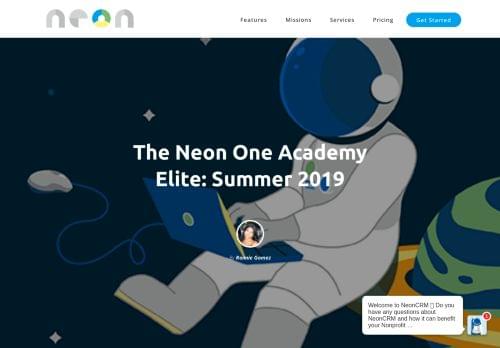 neon
Features Missions Services Pricing Get Started
The Neon One Academy
Elite: Summer 2019
By Ronnie Gomez
Welcome to NeonCRM Do you
have any questions about
NeonCRM and how it can benefit
your Nonprofit ...
1